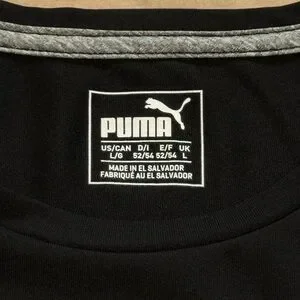 PUMA
US/CAN D/I E/F UK
L/G 52/54 52/54 L
MADE IN EL SALVADOR
FABRIQUÉ AU EL SALVADOR